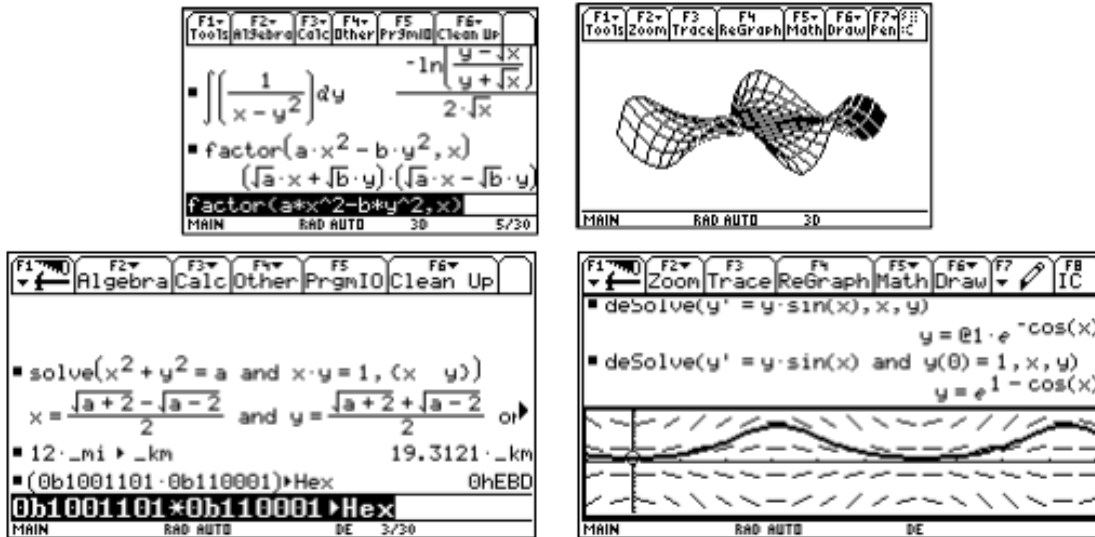 F1▾ F2▾ F3▾ F4▾ F5 F6▾
Tools Algebra Calc Other PrgmIO Clean Up
▪ ∫(1/(x − y²))dy   -ln(|(y − √x)/(y + √x)|)/(2·√x)
▪ factor(a·x² − b·y², x)
(√a·x + √b·y)·(√a·x − √b·y)
factor(a*x^2-b*y^2,x)
MAIN RAD AUTO 3D 5/30
F1▾ F2▾ F3 F4 F5▾ F6▾ F7▾
Tools Zoom Trace ReGraph Math Draw Pen
MAIN RAD AUTO 3D
F1▾ F2▾ F3▾ F4▾ F5 F6▾
Algebra Calc Other PrgmIO Clean Up
▪ solve(x² + y² = a and x·y = 1, {x y})
x = (√(a + 2) − √(a − 2))/2 and y = (√(a + 2) + √(a − 2))/2 or▸
▪ 12·_mi ▸ _km   19.3121·_km
▪ (0b1001101·0b110001)▸Hex   0hEBD
0b1001101*0b110001▸Hex
MAIN RAD AUTO DE 3/30
F1▾ F2▾ F3 F4 F5▾ F6▾ F7▾ F8
Zoom Trace ReGraph Math Draw IC
▪ deSolve(y' = y·sin(x), x, y)
y = @1·e^-cos(x)
▪ deSolve(y' = y·sin(x) and y(0) = 1, x, y)
y = e^1 − cos(x)
MAIN RAD AUTO DE